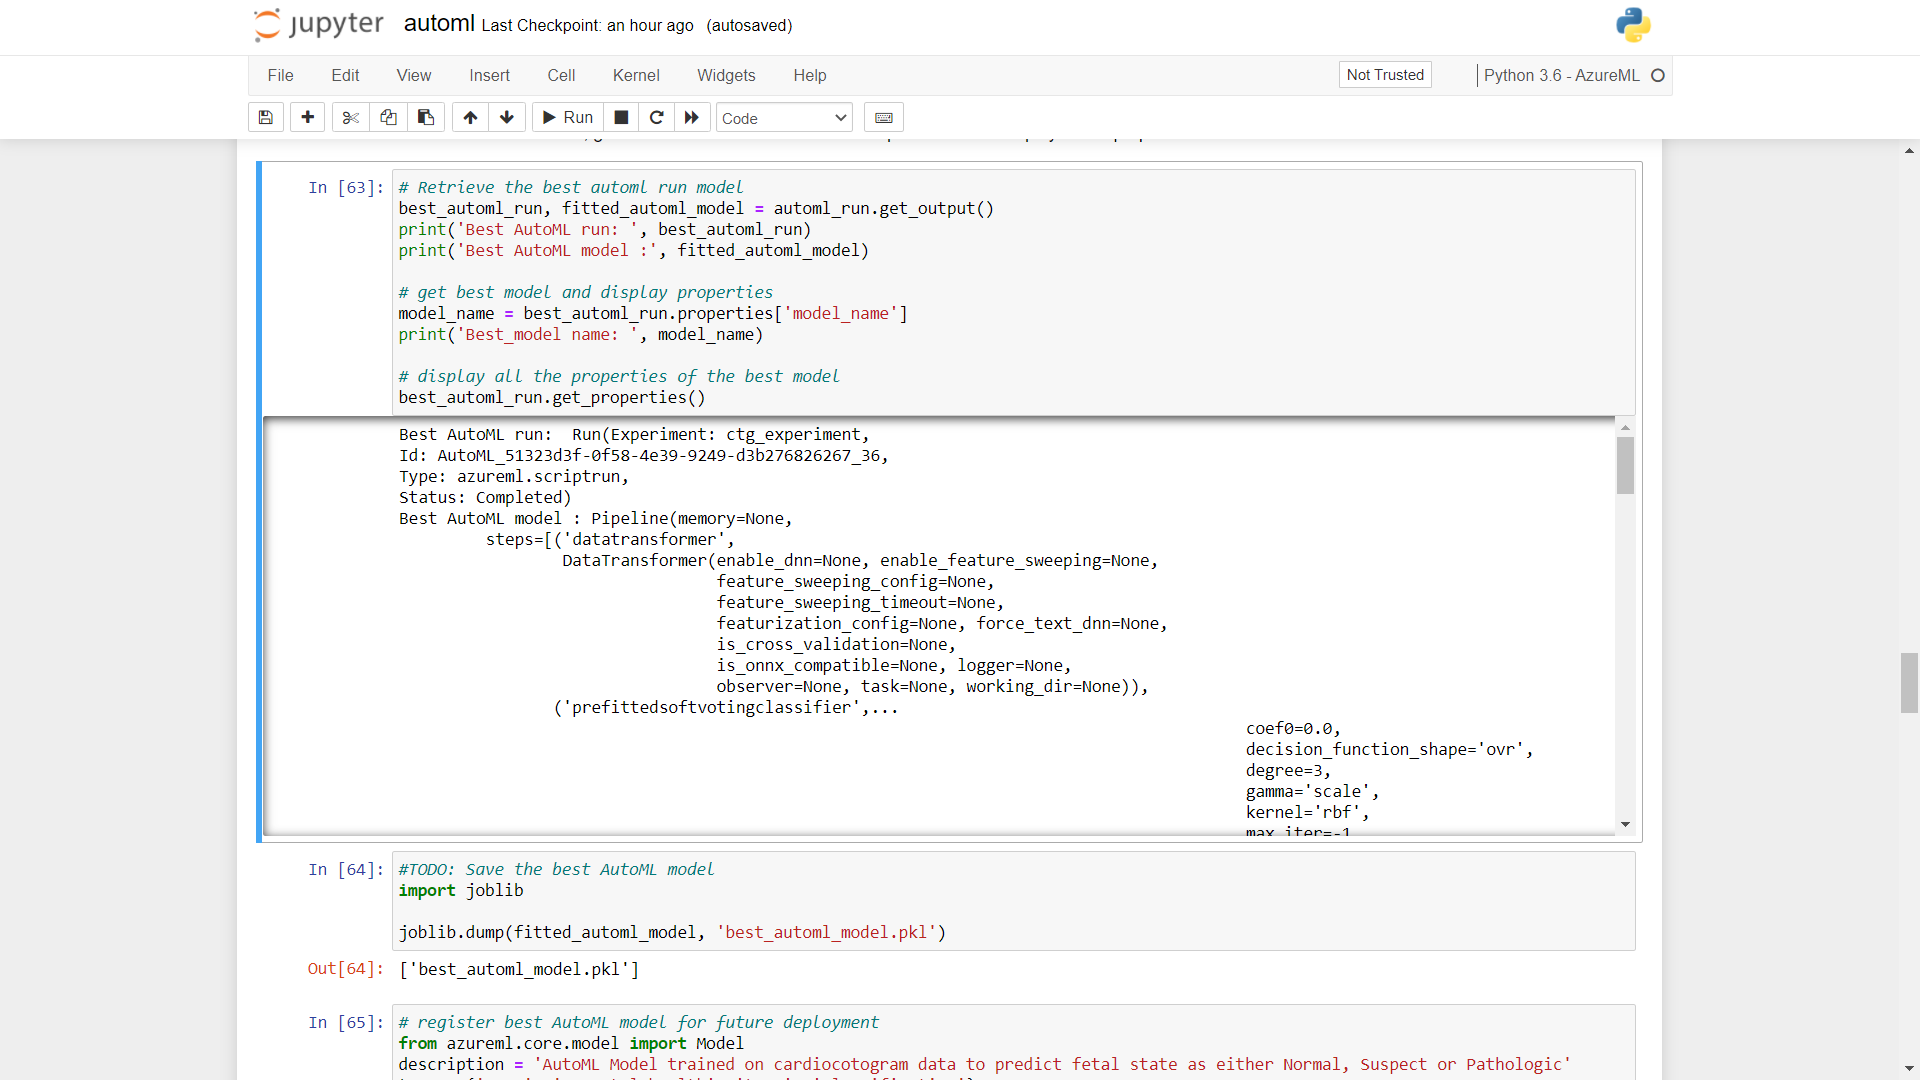 jupyter automl Last Checkpoint: an hour ago (autosaved)
File Edit View Insert Cell Kernel Widgets Help Not Trusted Python 3.6 - AzureML
Run Code
In [63]:
# Retrieve the best automl run model
best_automl_run, fitted_automl_model = automl_run.get_output()
print('Best AutoML run: ', best_automl_run)
print('Best AutoML model :', fitted_automl_model)
# get best model and display properties
model_name = best_automl_run.properties['model_name']
print('Best_model name: ', model_name)
# display all the properties of the best model
best_automl_run.get_properties()
Best AutoML run:  Run(Experiment: ctg_experiment,
Id: AutoML_51323d3f-0f58-4e39-9249-d3b276826267_36,
Type: azureml.scriptrun,
Status: Completed)
Best AutoML model : Pipeline(memory=None,
steps=[('datatransformer',
DataTransformer(enable_dnn=None, enable_feature_sweeping=None,
feature_sweeping_config=None,
feature_sweeping_timeout=None,
featurization_config=None, force_text_dnn=None,
is_cross_validation=None,
is_onnx_compatible=None, logger=None,
observer=None, task=None, working_dir=None)),
('prefittedsoftvotingclassifier',...
coef0=0.0,
decision_function_shape='ovr',
degree=3,
gamma='scale',
kernel='rbf',
max_iter=-1
In [64]:
#TODO: Save the best AutoML model
import joblib
joblib.dump(fitted_automl_model, 'best_automl_model.pkl')
Out[64]: ['best_automl_model.pkl']
In [65]:
# register best AutoML model for future deployment
from azureml.core.model import Model
description = 'AutoML Model trained on cardiocotogram data to predict fetal state as either Normal, Suspect or Pathologic'